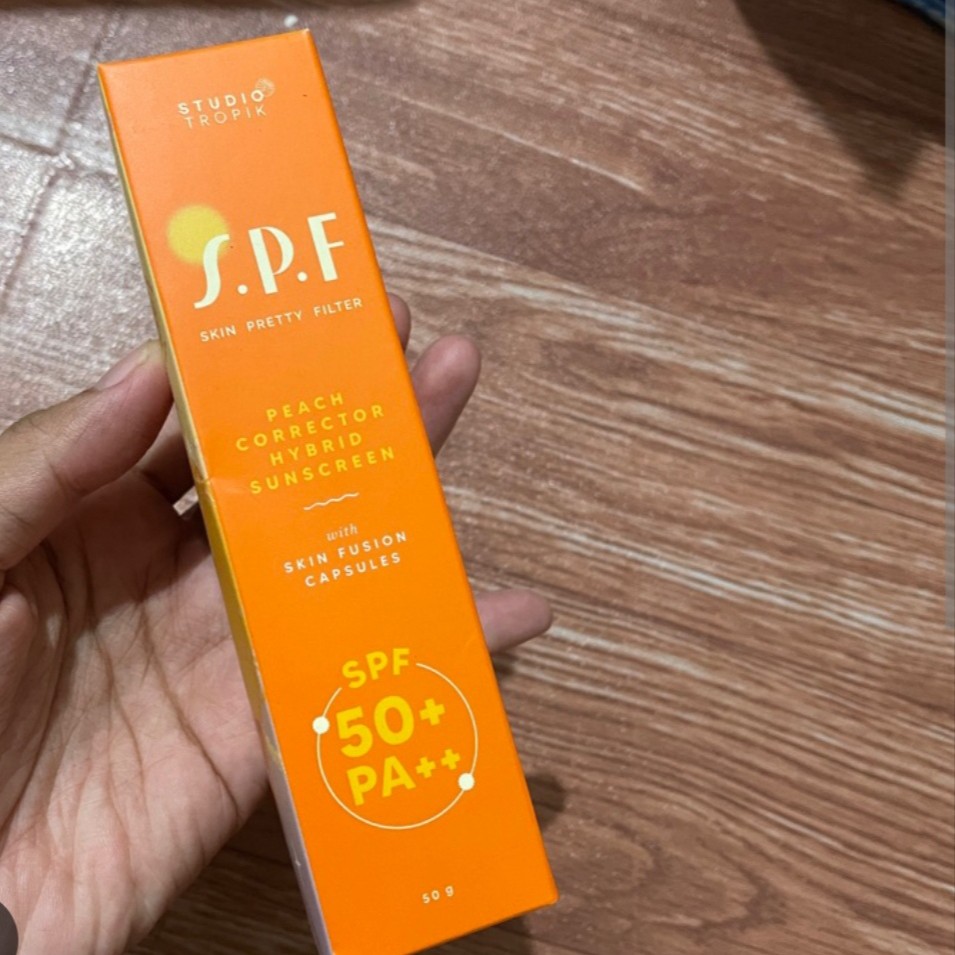 STUDIO
TROPIK
S.P.F
SKIN PRETTY FILTER
PEACH
CORRECTOR
HYBRID
SUNSCREEN
with
SKIN FUSION
CAPSULES
SPF
50+
PA++
50 g